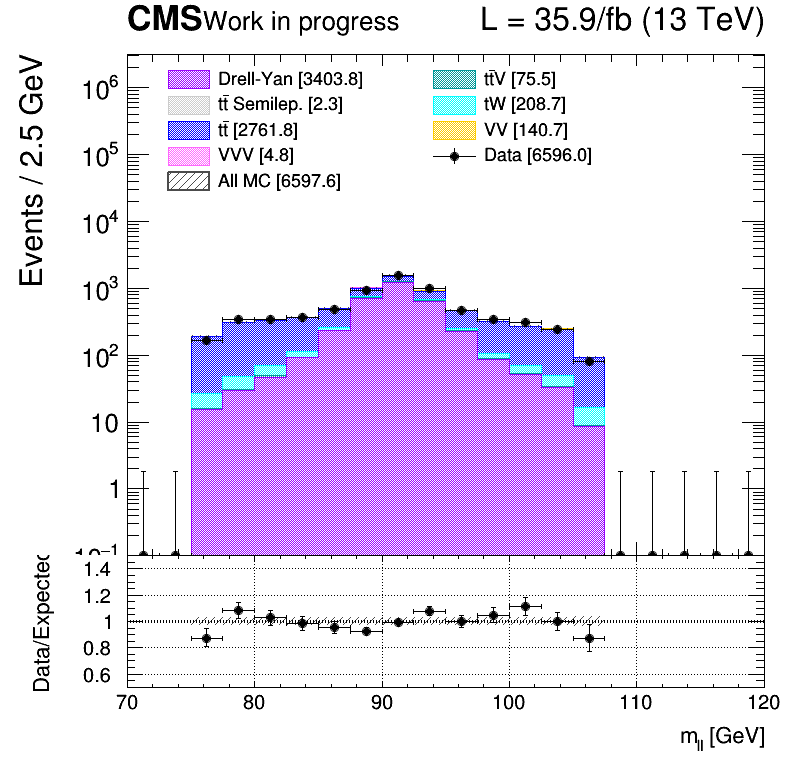 CMS Work in progress L = 35.9/fb (13 TeV)
Events / 2.5 GeV
Drell-Yan [3403.8]
tt̄ Semilep. [2.3]
tt̄ [2761.8]
VVV [4.8]
All MC [6597.6]
tt̄V [75.5]
tW [208.7]
VV [140.7]
Data [6596.0]
10⁶
10⁵
10⁴
10³
10²
10
1
10⁻¹
Data/Expected
1.4
1.2
1
0.8
0.6
70 80 90 100 110 120
m_ll [GeV]